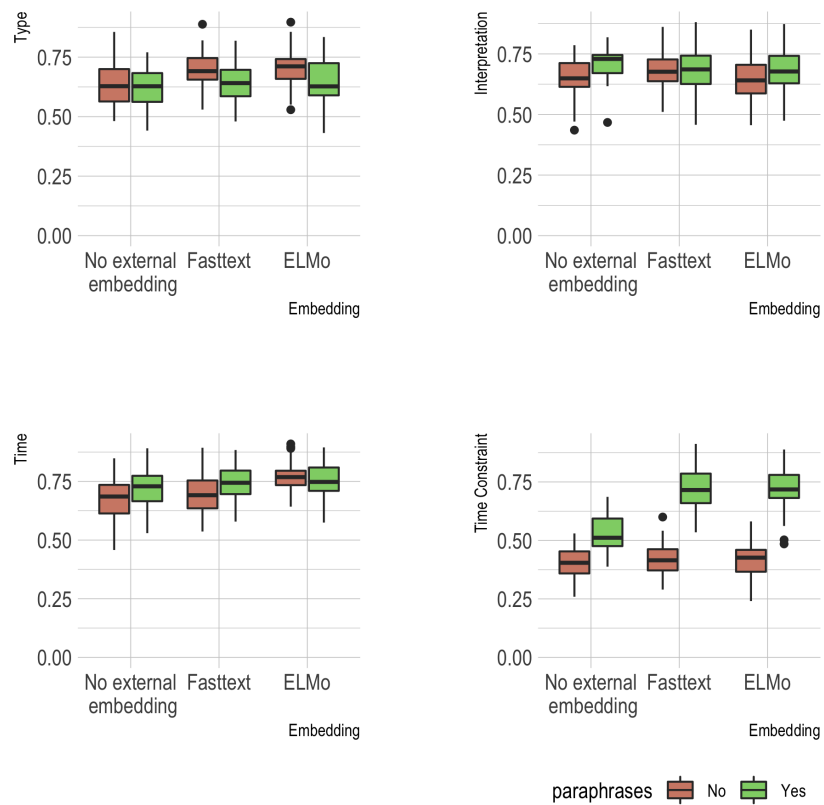 Type
0.75
0.50
0.25
0.00
No external
embedding
Fasttext
ELMo
Embedding
Interpretation
0.75
0.50
0.25
0.00
No external
embedding
Fasttext
ELMo
Embedding
Time
0.75
0.50
0.25
0.00
No external
embedding
Fasttext
ELMo
Embedding
Time Constraint
0.75
0.50
0.25
0.00
No external
embedding
Fasttext
ELMo
Embedding
paraphrases No Yes